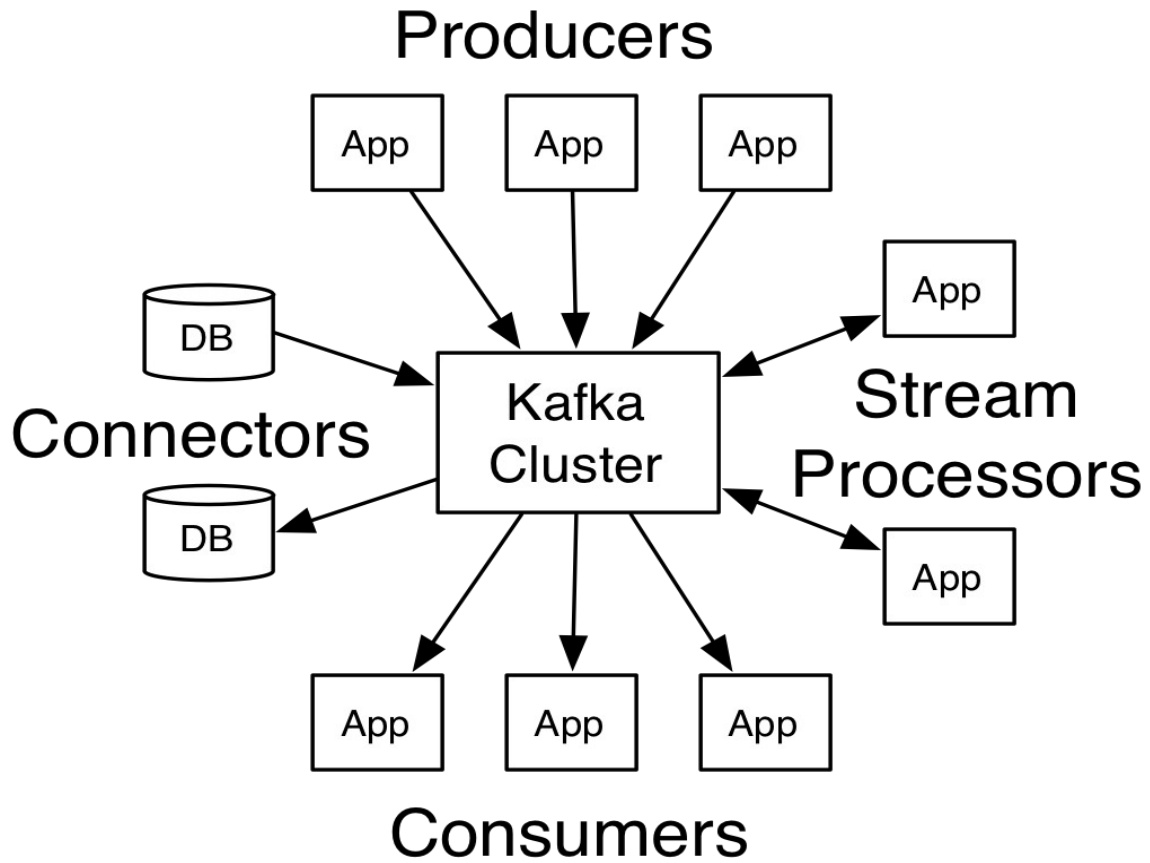 Producers
App
App
App
App
DB
Kafka
Cluster
Stream
Processors
Connectors
DB
App
App
App
App
Consumers